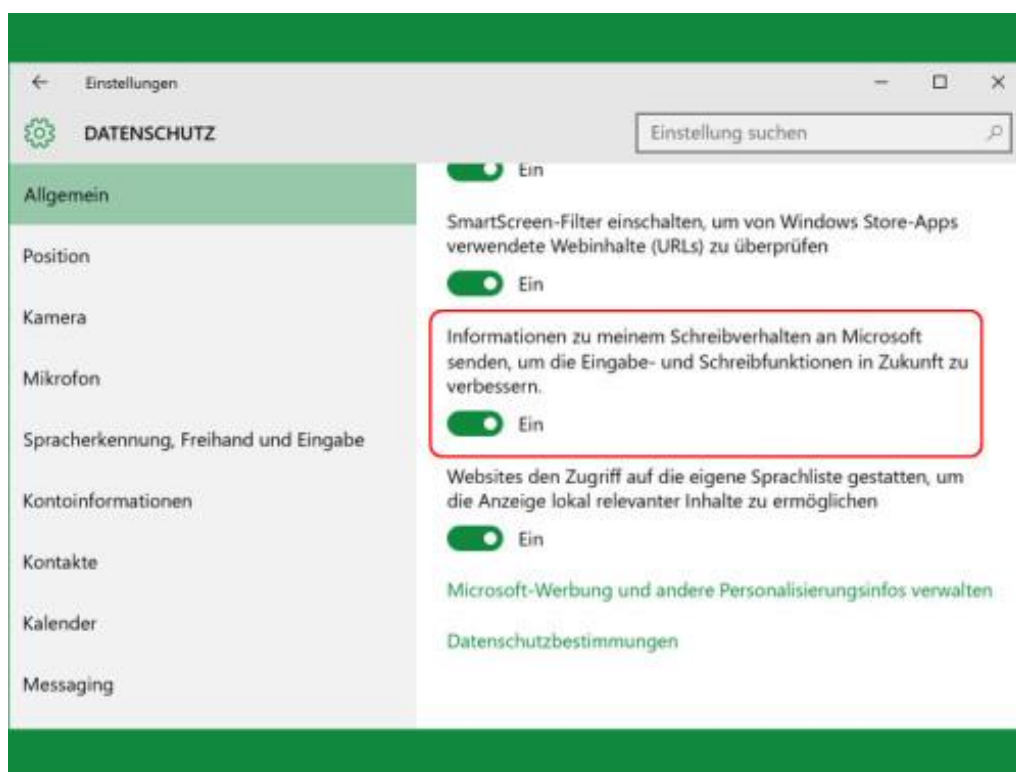 Einstellungen
DATENSCHUTZ
Einstellung suchen
Allgemein
Position
Kamera
Mikrofon
Spracherkennung, Freihand und Eingabe
Kontoinformationen
Kontakte
Kalender
Messaging
Ein
SmartScreen-Filter einschalten, um von Windows Store-Apps
verwendete Webinhalte (URLs) zu überprüfen
Ein
Informationen zu meinem Schreibverhalten an Microsoft
senden, um die Eingabe- und Schreibfunktionen in Zukunft zu
verbessern.
Ein
Websites den Zugriff auf die eigene Sprachliste gestatten, um
die Anzeige lokal relevanter Inhalte zu ermöglichen
Ein
Microsoft-Werbung und andere Personalisierungsinfos verwalten
Datenschutzbestimmungen